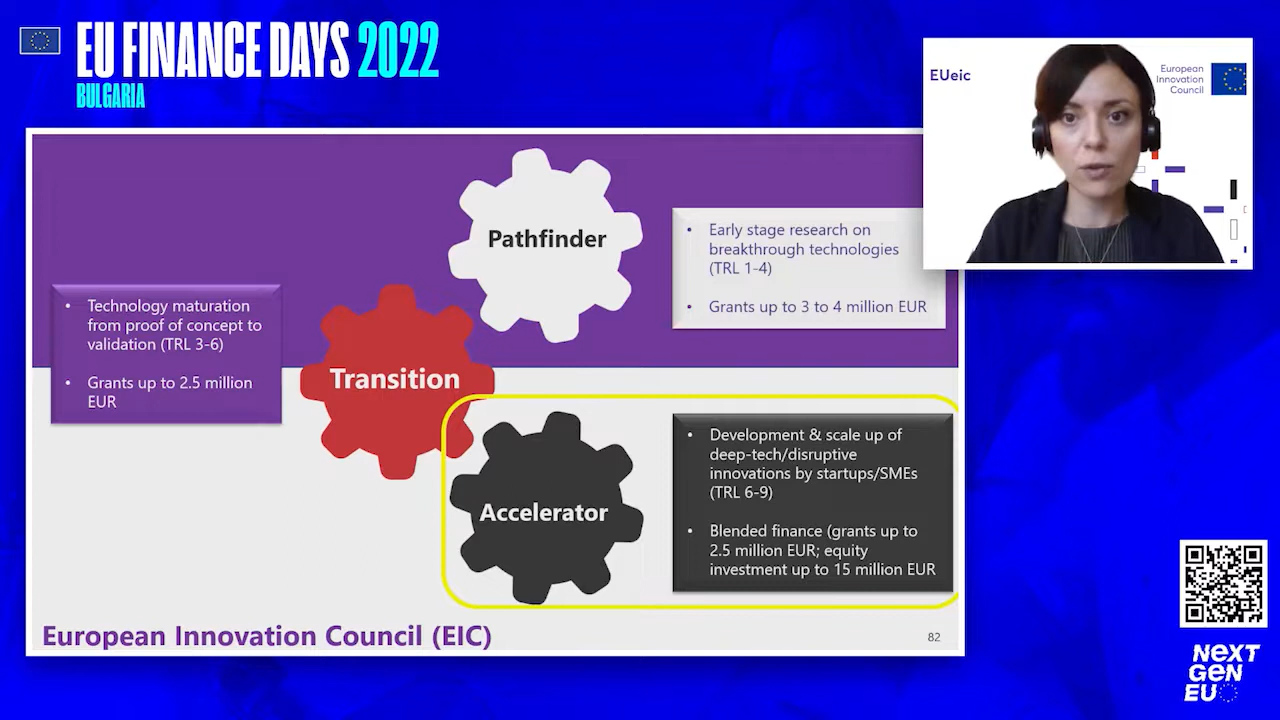 EU FINANCE DAYS 2022
BULGARIA
EUeic
European
Innovation
Council
Pathfinder
• Early stage research on
breakthrough technologies
(TRL 1-4)
• Grants up to 3 to 4 million EUR
• Technology maturation
from proof of concept to
validation (TRL 3-6)
• Grants up to 2.5 million
EUR
Transition
Accelerator
• Development & scale up of
deep-tech/disruptive
innovations by startups/SMEs
(TRL 6-9)
• Blended finance (grants up to
2.5 million EUR; equity
investment up to 15 million EUR
European Innovation Council (EIC)
82
NEXT
GEN
EU